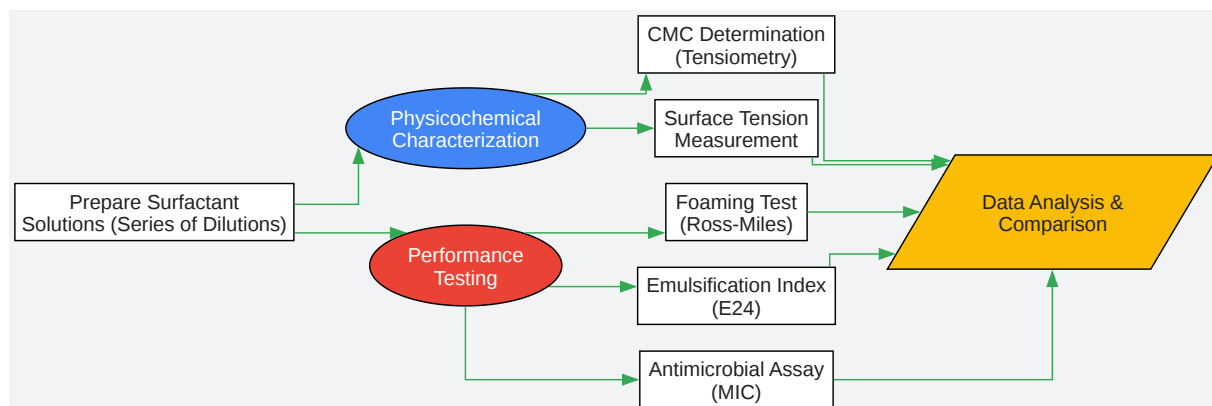 Prepare Surfactant
Solutions (Series of Dilutions)
Physicochemical
Characterization
Performance
Testing
CMC Determination
(Tensiometry)
Surface Tension
Measurement
Foaming Test
(Ross-Miles)
Emulsification Index
(E24)
Antimicrobial Assay
(MIC)
Data Analysis &
Comparison